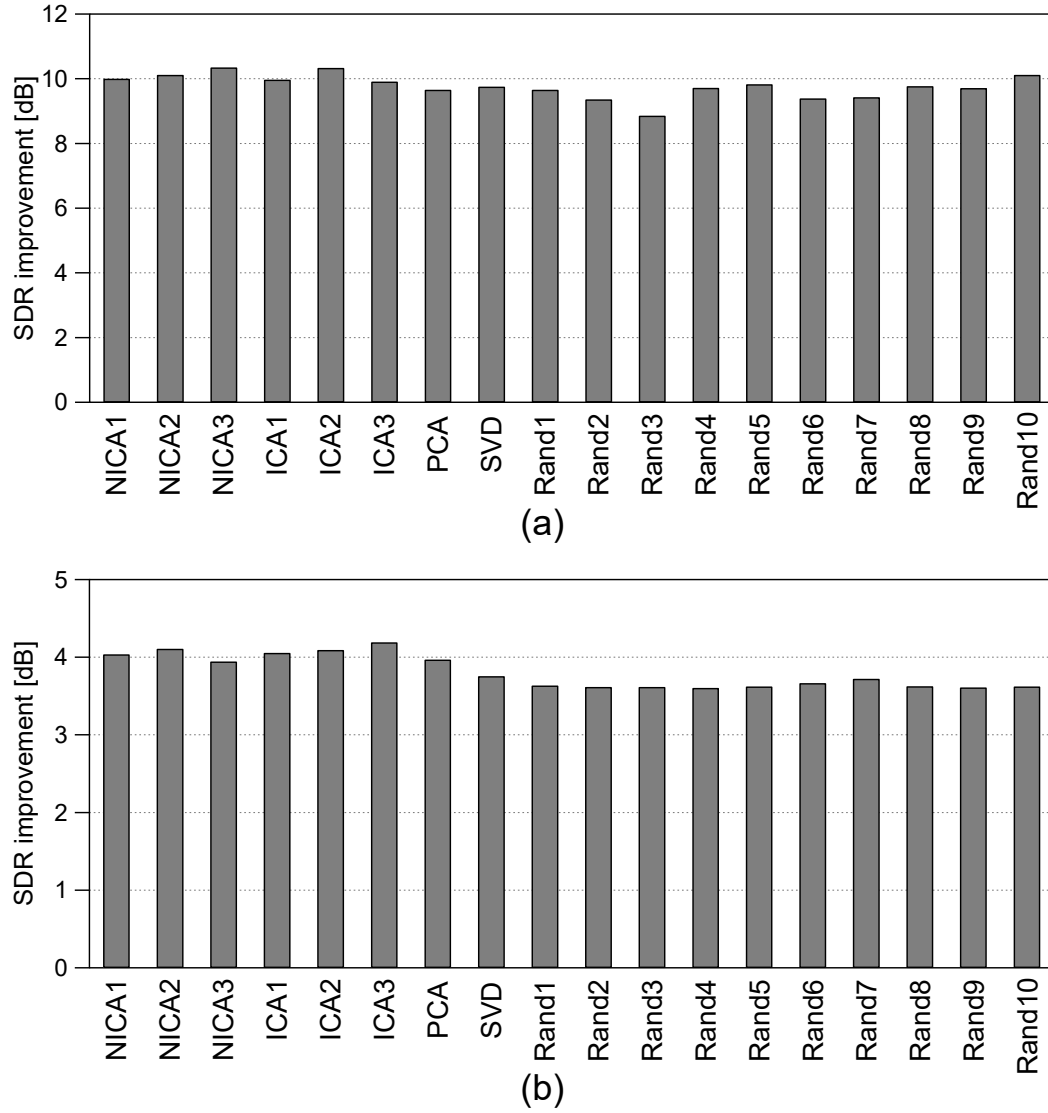 12
10
8
6
4
2
0
SDR improvement [dB]
NICA1
NICA2
NICA3
ICA1
ICA2
ICA3
PCA
SVD
Rand1
Rand2
Rand3
Rand4
Rand5
Rand6
Rand7
Rand8
Rand9
Rand10
(a)
5
4
3
2
1
0
SDR improvement [dB]
NICA1
NICA2
NICA3
ICA1
ICA2
ICA3
PCA
SVD
Rand1
Rand2
Rand3
Rand4
Rand5
Rand6
Rand7
Rand8
Rand9
Rand10
(b)